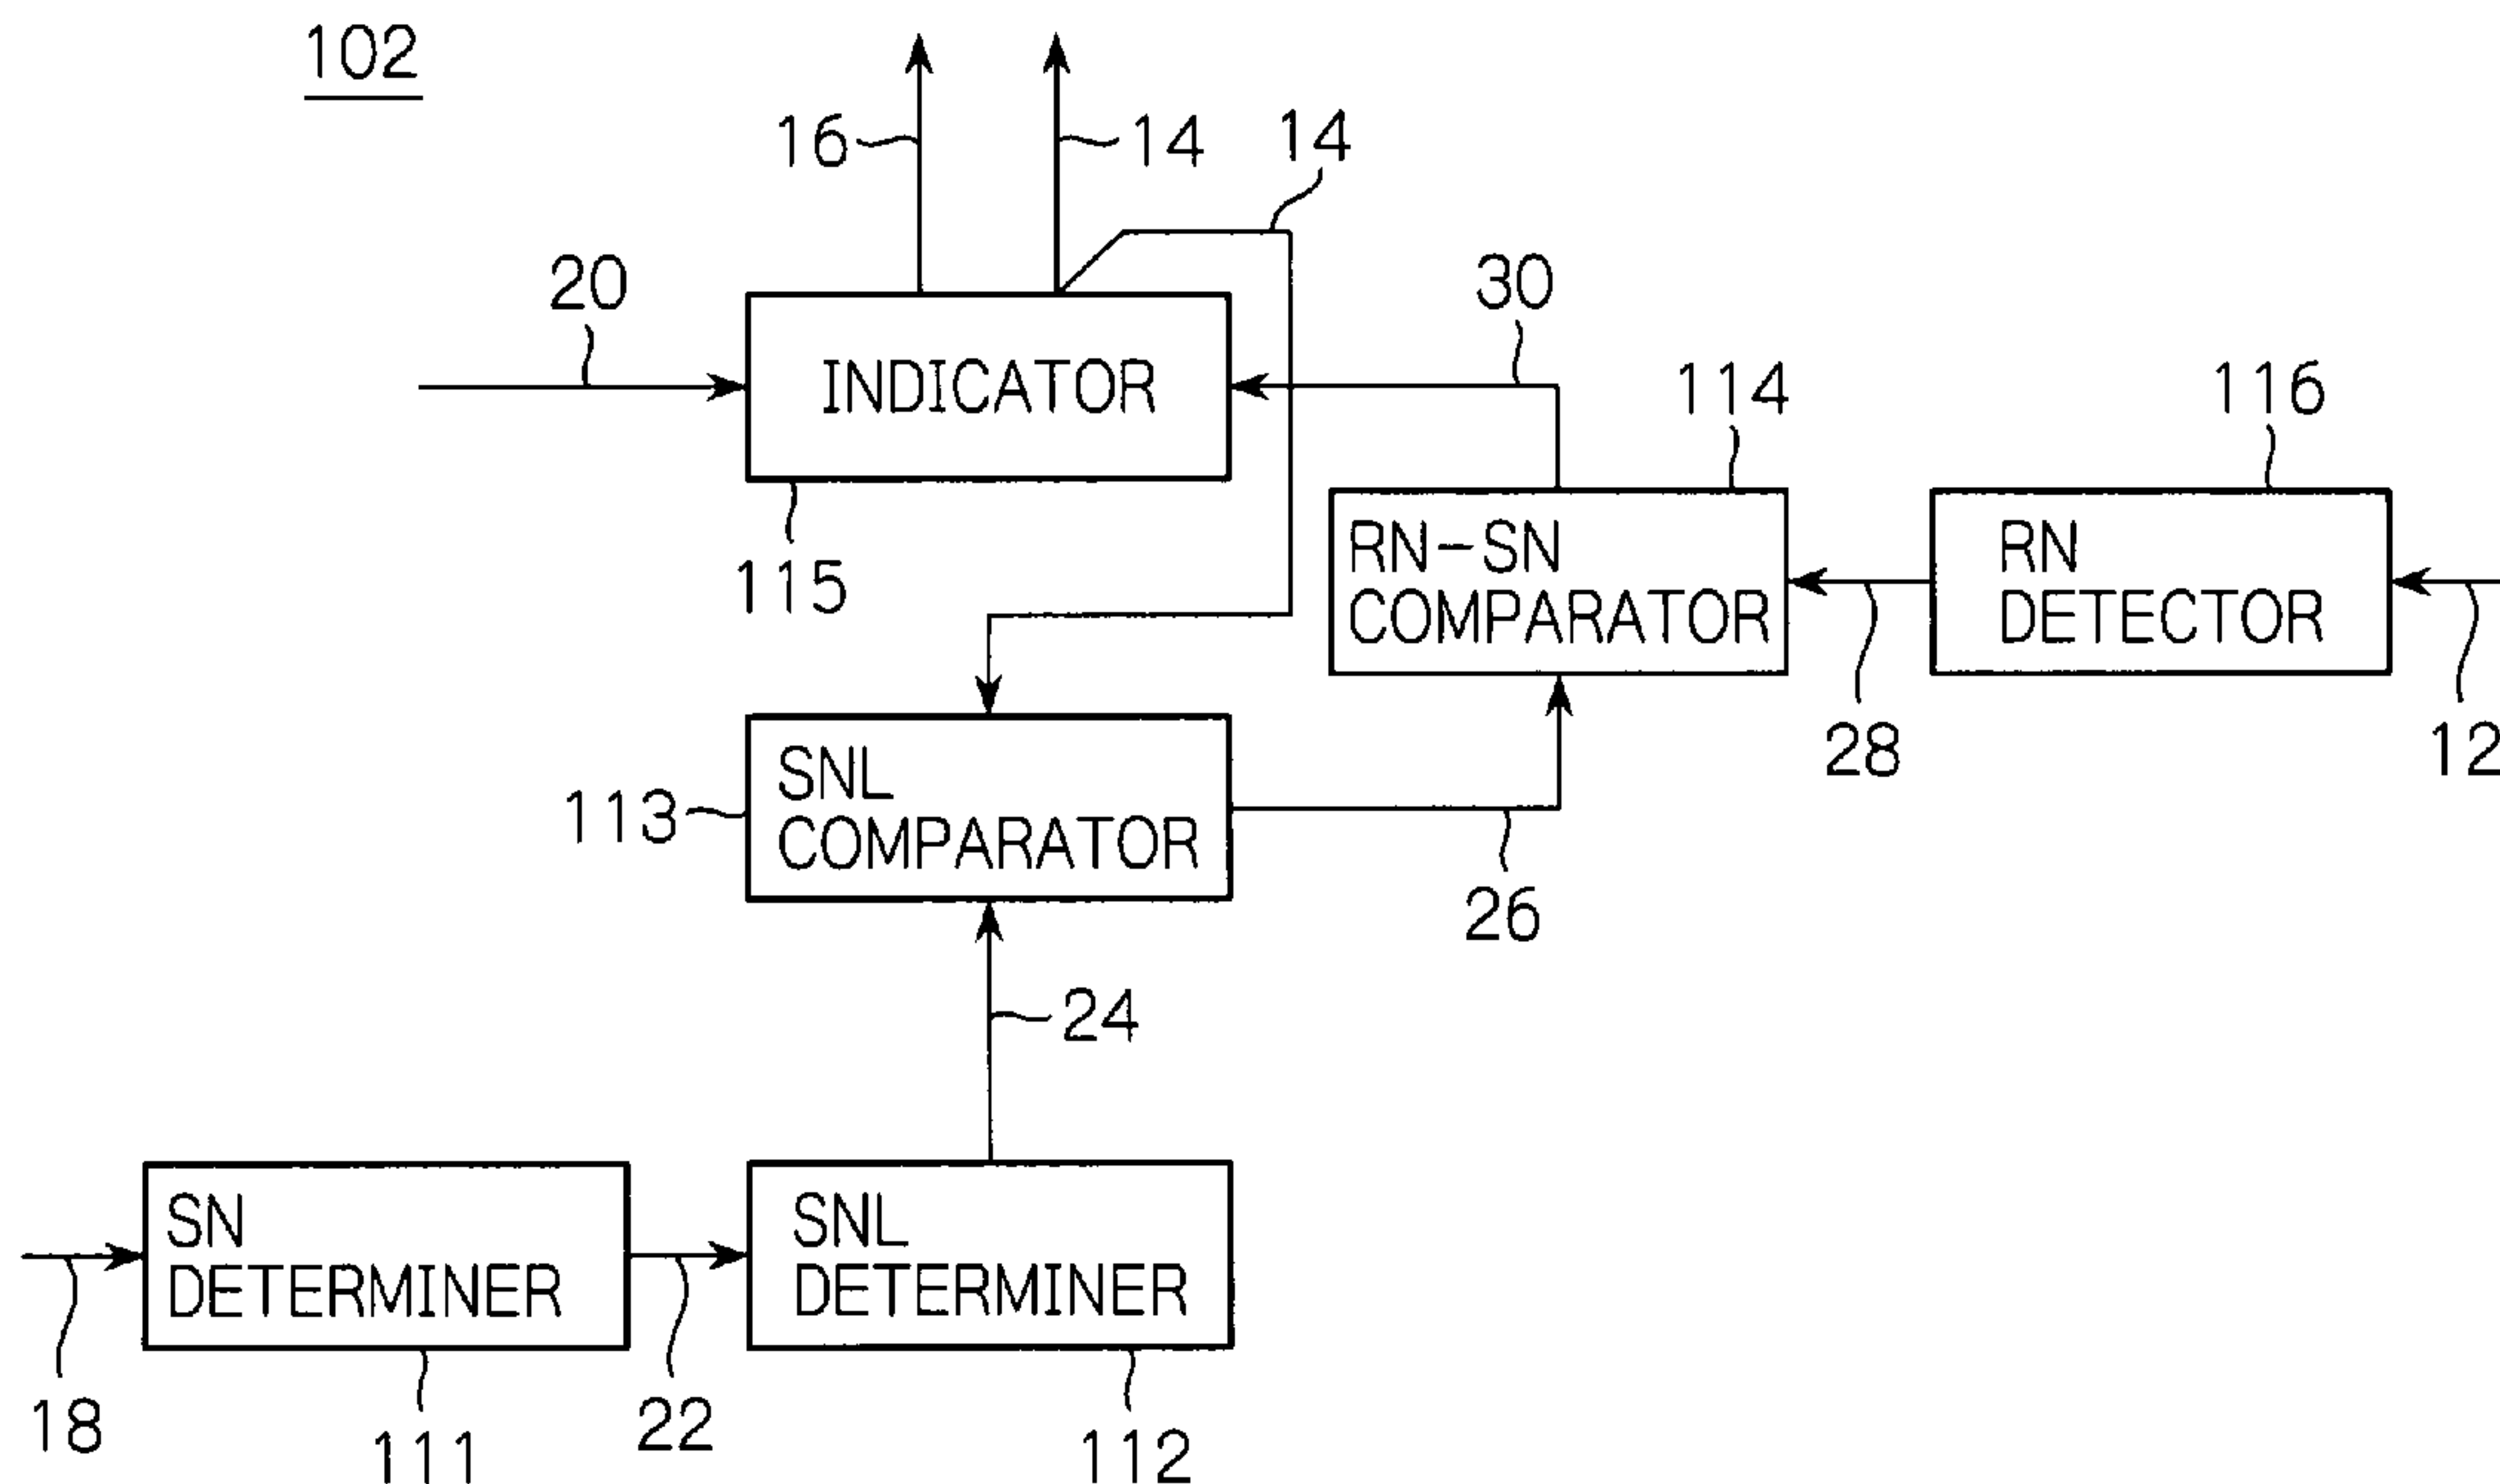 102
16
14
14
20
30
INDICATOR
114
116
115
RN-SN
COMPARATOR
RN
DETECTOR
28
12
113
SNL
COMPARATOR
26
24
SN
DETERMINER
SNL
DETERMINER
18
111
22
112